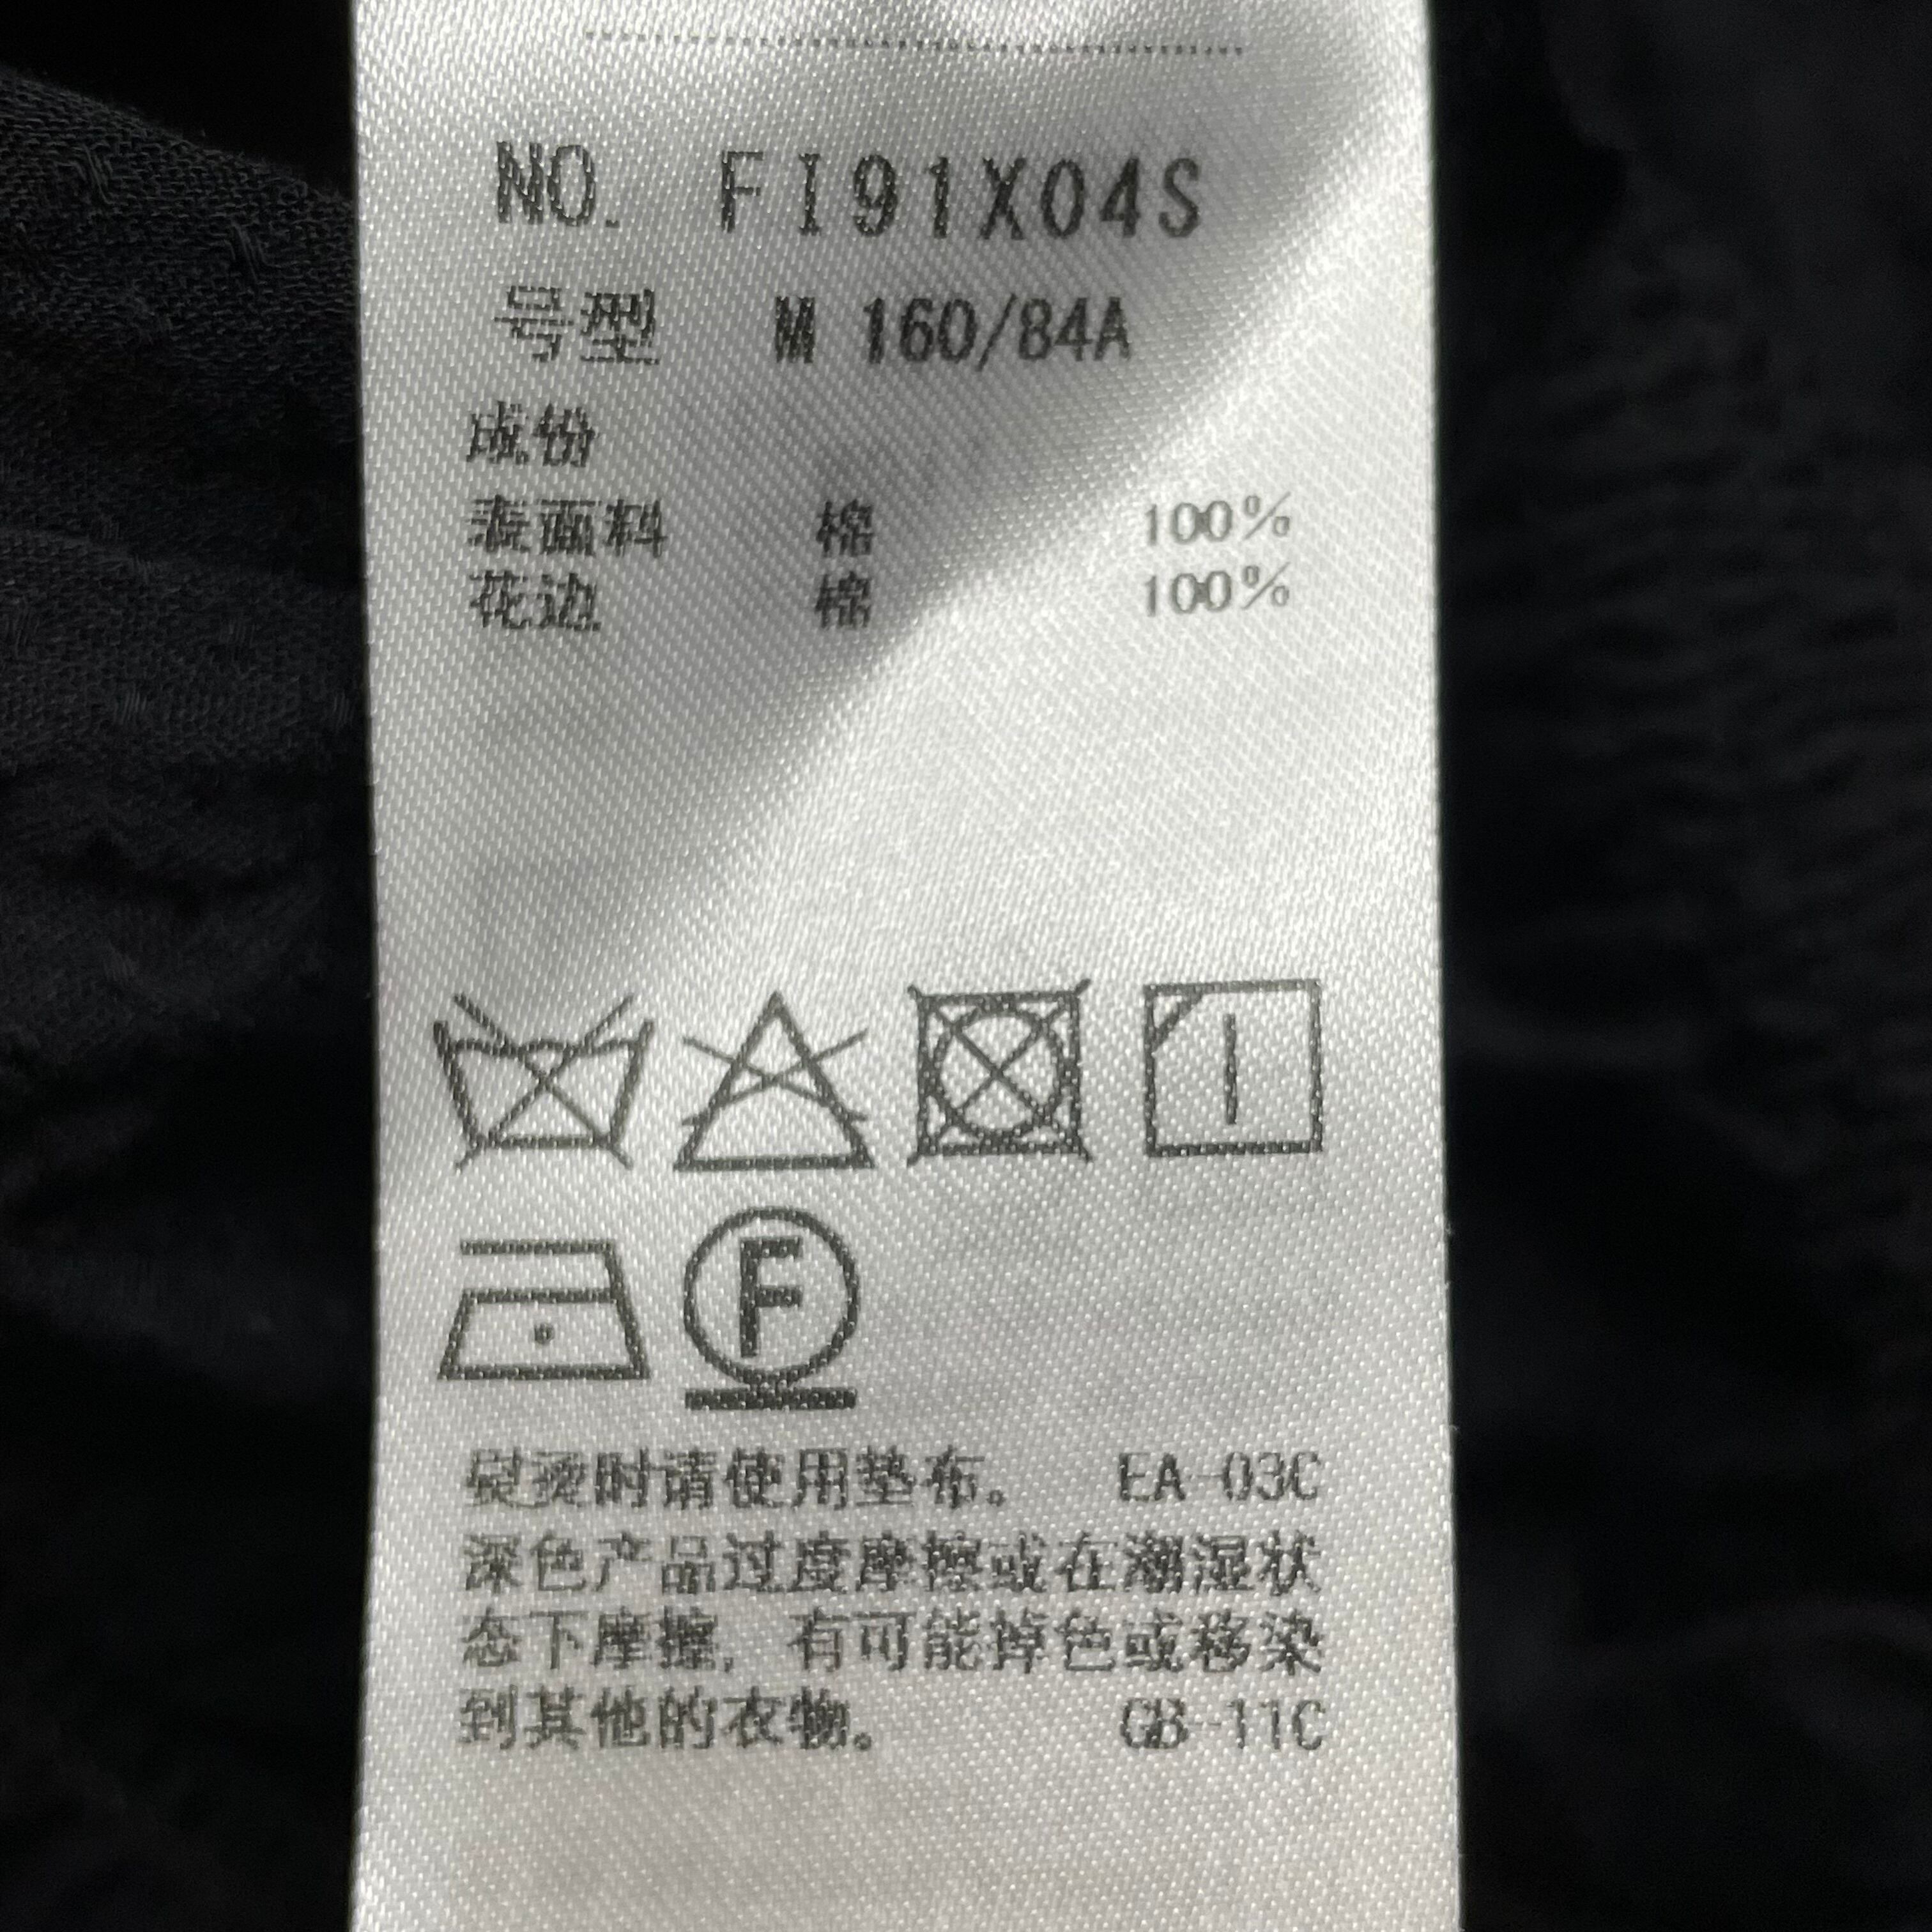 NO. FI91X04S
号型 M 160/84A
成份
表面料 棉 100%
花边 棉 100%
F
熨烫时请使用垫布。 EA-03C
深色产品过度摩擦或在潮湿状
态下摩擦，有可能掉色或移染
到其他的衣物。 GB-11C